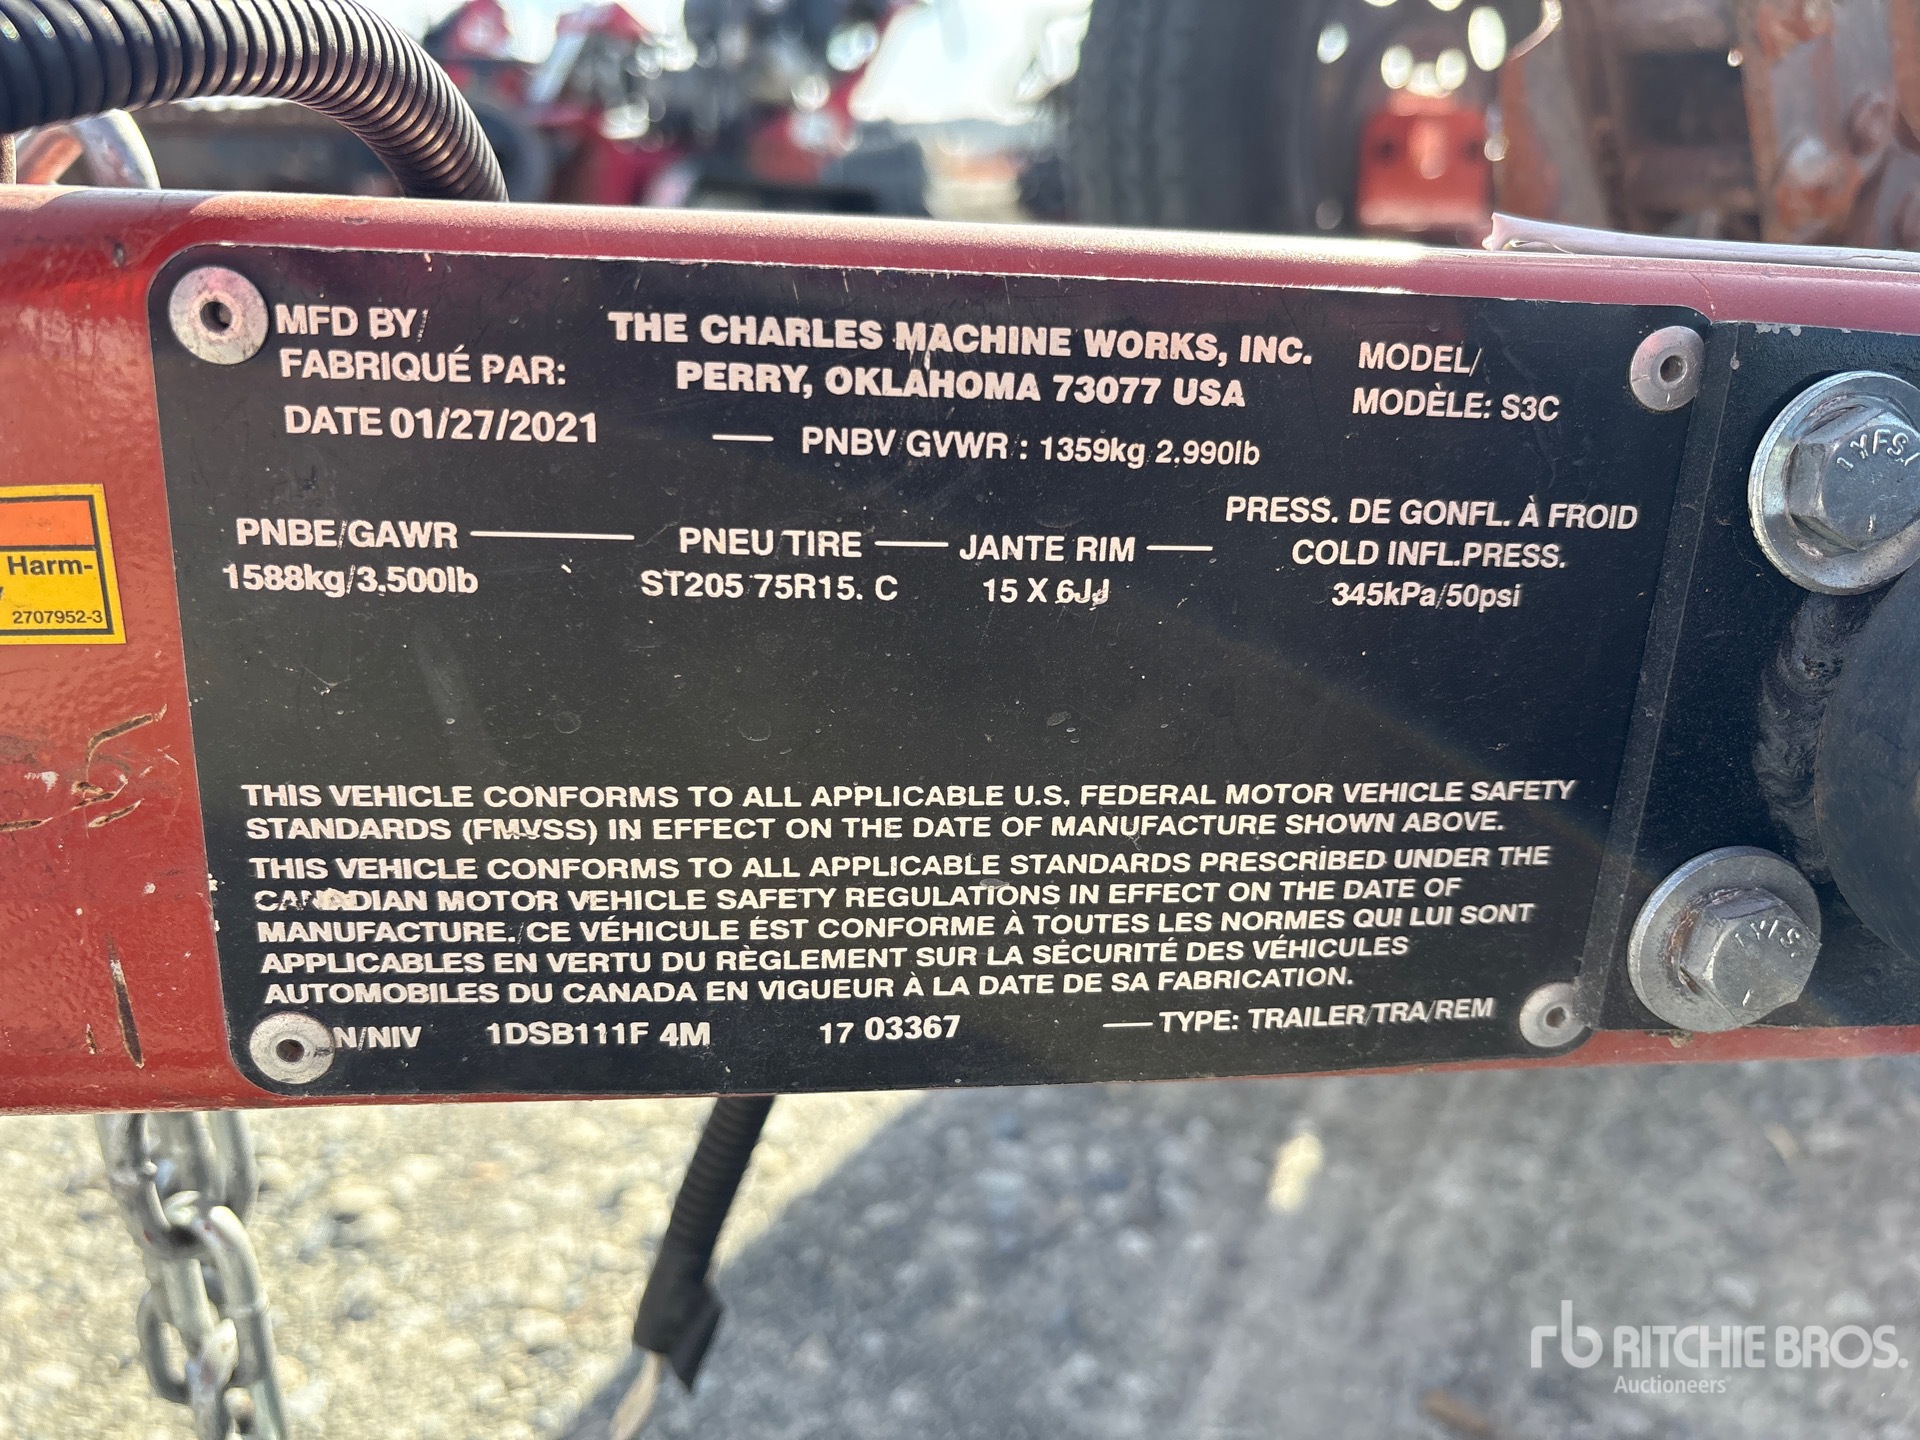 MFD BY/
FABRIQUÉ PAR:
THE CHARLES MACHINE WORKS, INC.
PERRY, OKLAHOMA 73077 USA
MODEL/
MODÈLE: S3C
DATE 01/27/2021
PNBV/GVWR : 1359kg 2.990lb
PNBE/GAWR
1588kg/3,500lb
PNEU/TIRE
ST205 75R15. C
JANTE RIM
15 X 6JJ
PRESS. DE GONFL. À FROID
COLD INFL.PRESS.
345kPa/50psi
THIS VEHICLE CONFORMS TO ALL APPLICABLE U.S. FEDERAL MOTOR VEHICLE SAFETY
STANDARDS (FMVSS) IN EFFECT ON THE DATE OF MANUFACTURE SHOWN ABOVE.
THIS VEHICLE CONFORMS TO ALL APPLICABLE STANDARDS PRESCRIBED UNDER THE
CANADIAN MOTOR VEHICLE SAFETY REGULATIONS IN EFFECT ON THE DATE OF
MANUFACTURE./CE VÉHICULE EST CONFORME À TOUTES LES NORMES QUI LUI SONT
APPLICABLES EN VERTU DU RÈGLEMENT SUR LA SÉCURITÉ DES VÉHICULES
AUTOMOBILES DU CANADA EN VIGUEUR À LA DATE DE SA FABRICATION.
N/NIV 1DSB111F 4M 17 03367 TYPE: TRAILER/TRA/REM
Harm-
2707952-3
rb RITCHIE BROS.
Auctioneers